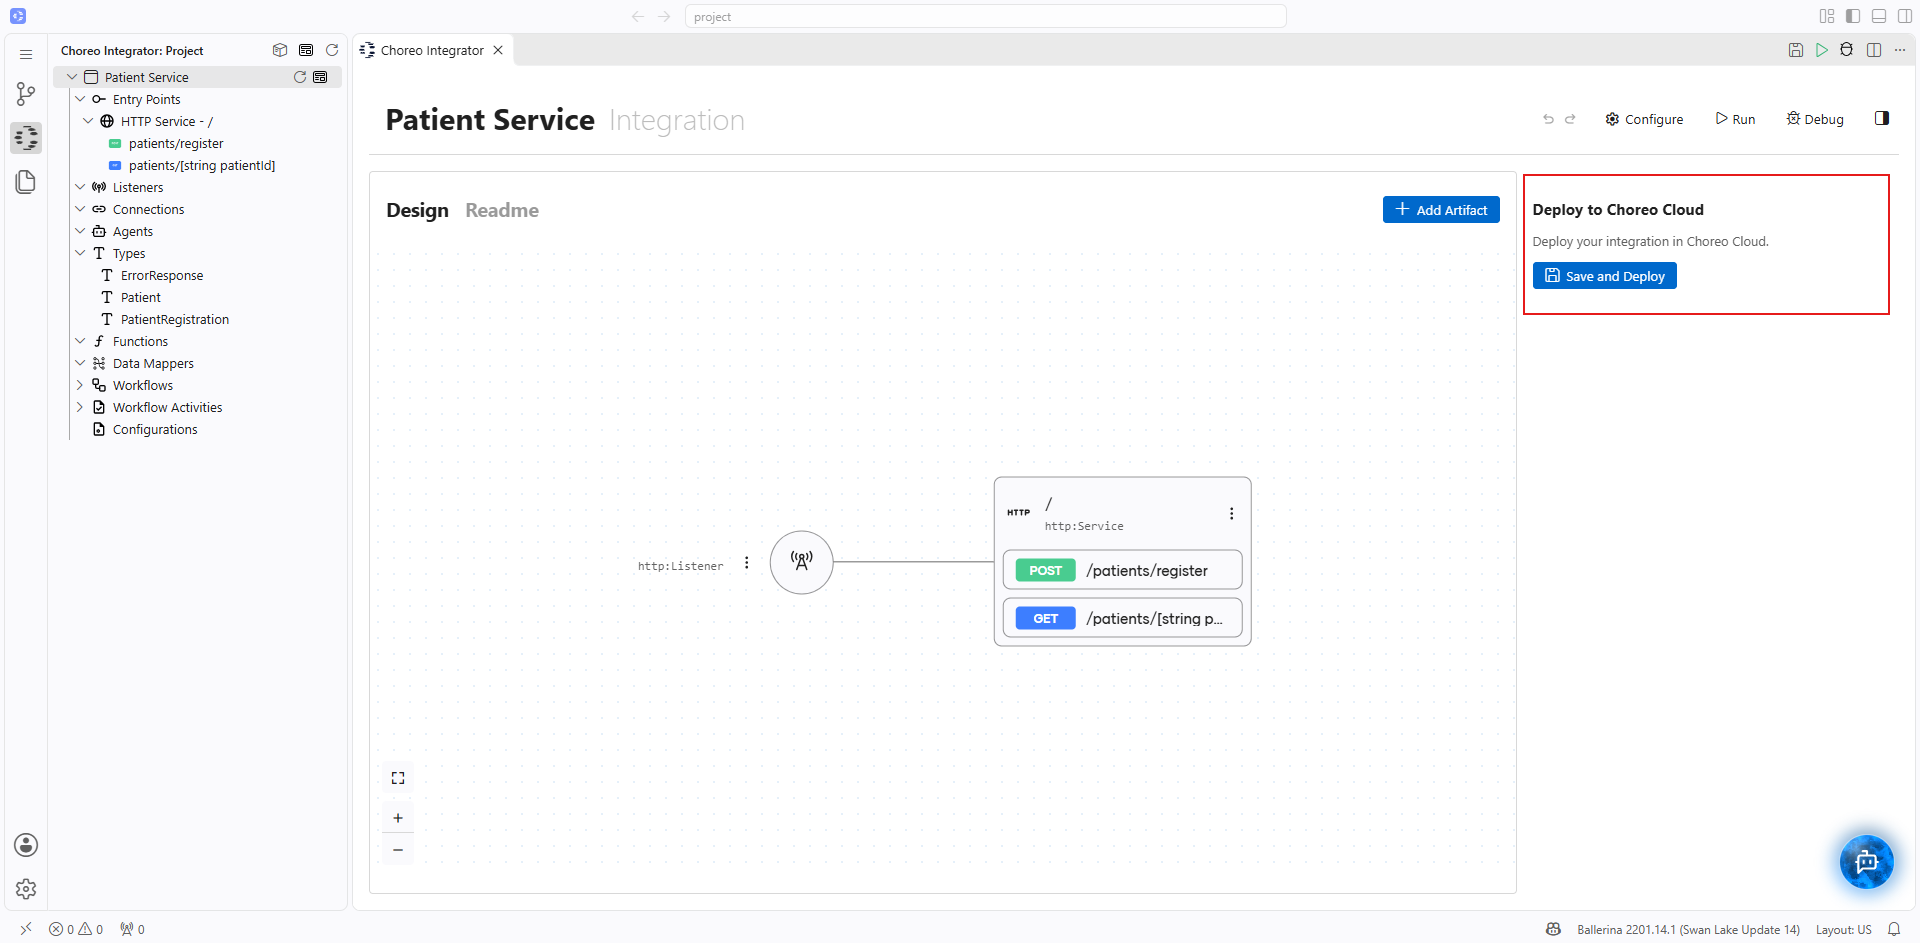 project
Choreo Integrator: Project
Patient Service
Entry Points
HTTP Service - /
patients/register
patients/[string patientId]
Listeners
Connections
Agents
Types
ErrorResponse
Patient
PatientRegistration
Functions
Data Mappers
Workflows
Workflow Activities
Configurations
Choreo Integrator
Patient Service Integration
Configure
Run
Debug
Design
Readme
Add Artifact
http:Listener
HTTP
/
http:Service
POST /patients/register
GET /patients/[string p...
Deploy to Choreo Cloud
Deploy your integration in Choreo Cloud.
Save and Deploy
0 0 0
Ballerina 2201.14.1 (Swan Lake Update 14) Layout: US